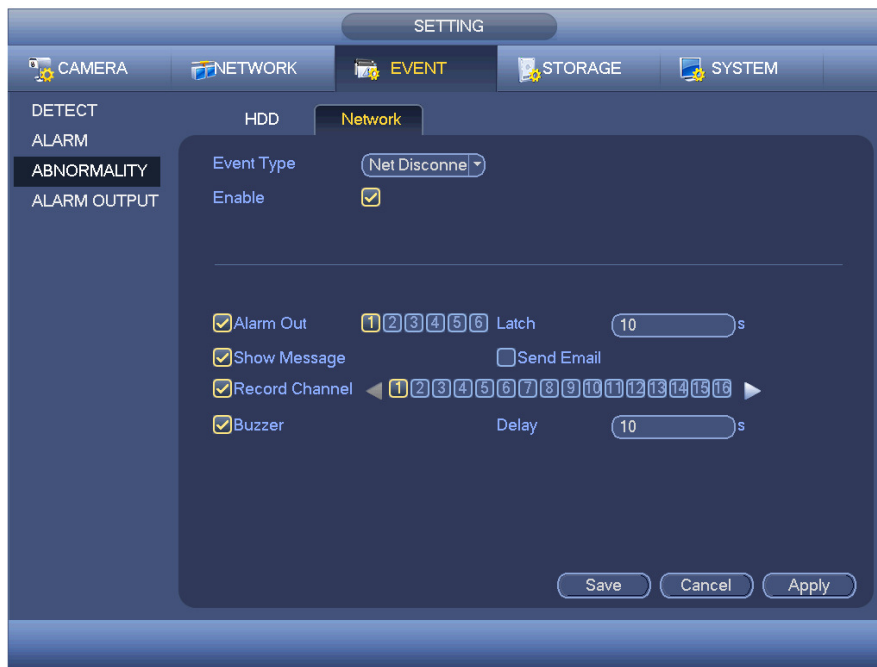 SETTING
CAMERA NETWORK EVENT STORAGE SYSTEM
DETECT
ALARM
ABNORMALITY
ALARM OUTPUT
HDD Network
Event Type Net Disconne
Enable
Alarm Out 1 2 3 4 5 6 Latch 10 s
Show Message Send Email
Record Channel 1 2 3 4 5 6 7 8 9 10 11 12 13 14 15 16
Buzzer Delay 10 s
Save Cancel Apply